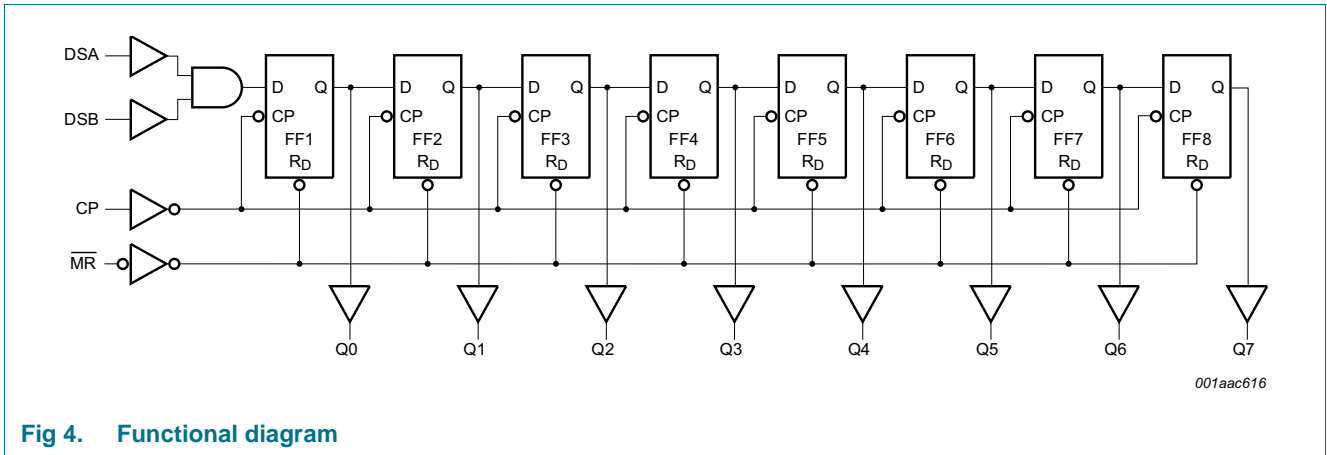 DSA
DSB
CP
MR
D Q CP FF1 RD
D Q CP FF2 RD
D Q CP FF3 RD
D Q CP FF4 RD
D Q CP FF5 RD
D Q CP FF6 RD
D Q CP FF7 RD
D Q CP FF8 RD
Q0 Q1 Q2 Q3 Q4 Q5 Q6 Q7
001aac616
Fig 4. Functional diagram